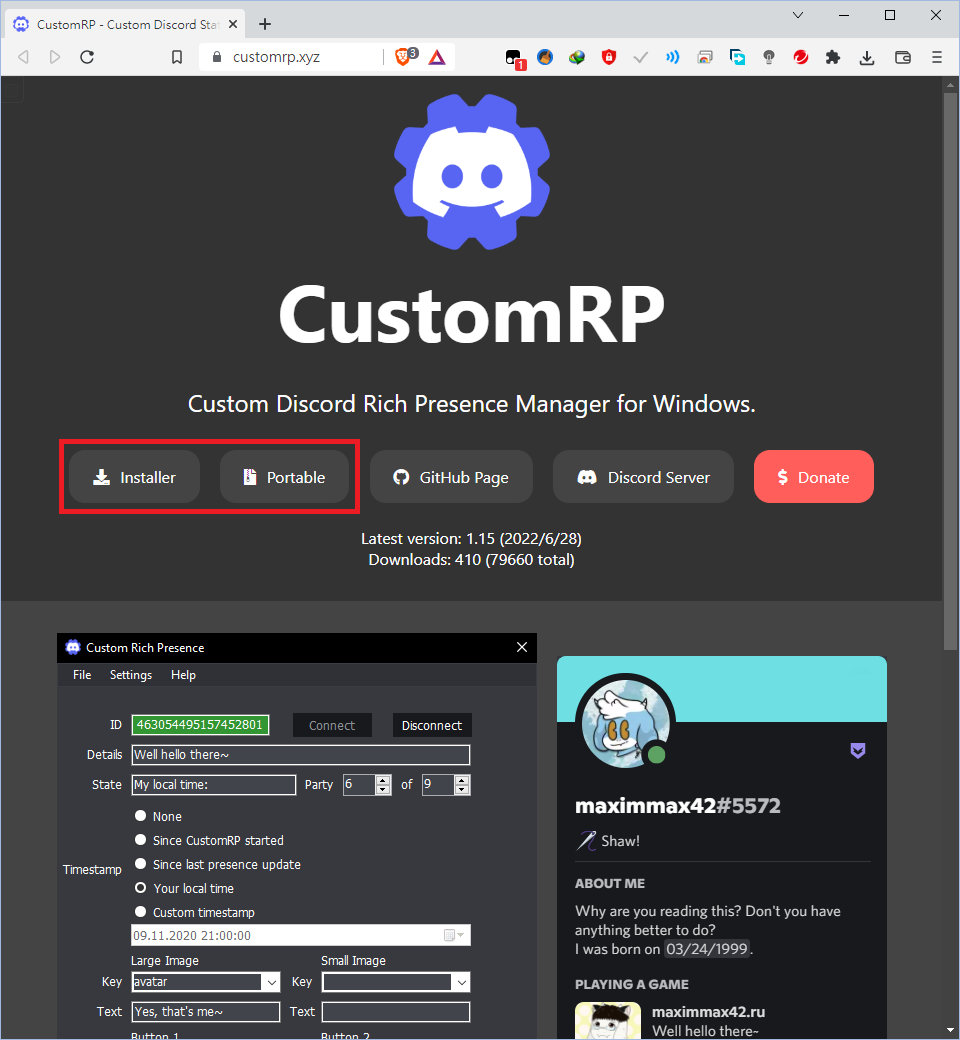 CustomRP - Custom Discord Sta
customrp.xyz
3
1
CustomRP
Custom Discord Rich Presence Manager for Windows.
Installer
Portable
GitHub Page
Discord Server
$ Donate
Latest version: 1.15 (2022/6/28)
Downloads: 410 (79660 total)
Custom Rich Presence
File Settings Help
ID 463054495157452801 Connect Disconnect
Details Well hello there~
State My local time: Party 6 of 9
None
Since CustomRP started
Since last presence update
Timestamp
Your local time
Custom timestamp
09.11.2020 21:00:00
Large Image Small Image
Key avatar Key
Text Yes, that's me~ Text
Button 1 Button 2
maximmax42#5572
Shaw!
ABOUT ME
Why are you reading this? Don't you have
anything better to do?
I was born on 03/24/1999.
PLAYING A GAME
maximmax42.ru
Well hello there~